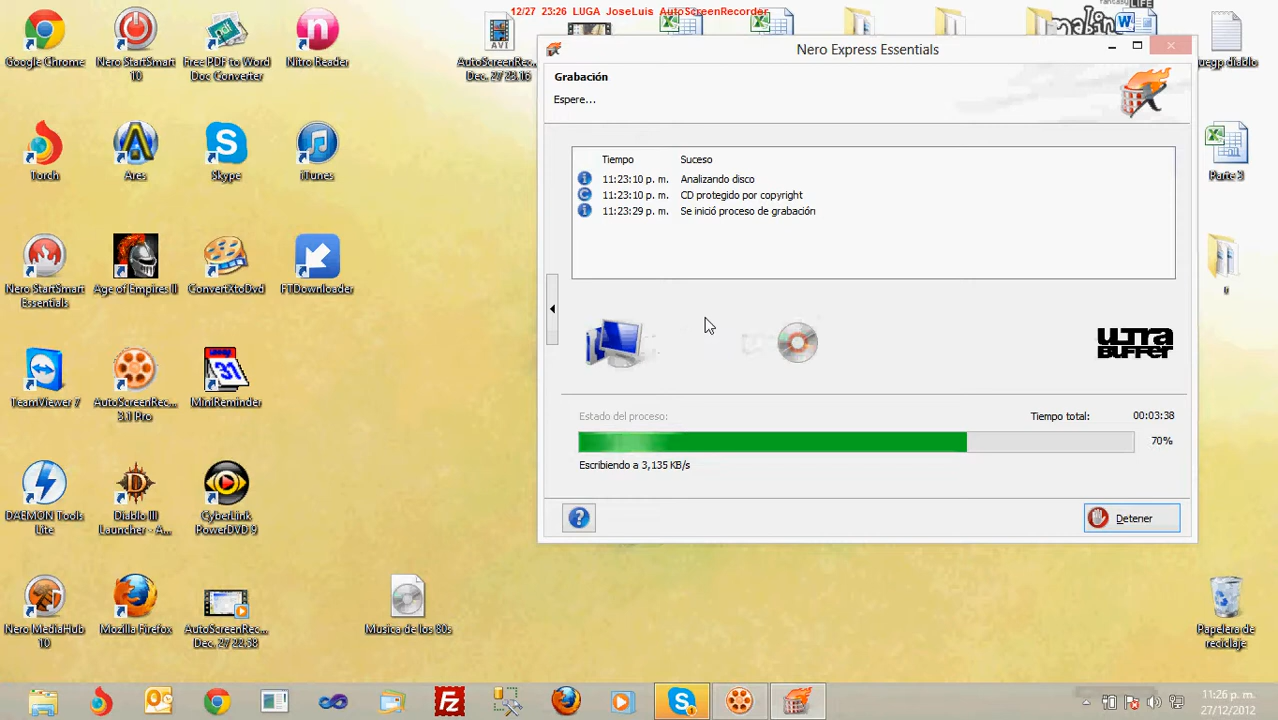 12/27 23:26 LUGA JoseLuis AutoScreenRecorder
Google Chrome
Nero StartSmart
10
Free PDF to Word
Doc Converter
Nitro Reader
AVI
AutoScreenRec...
Dec. 27 23.16
LIFE
W
Nero Express Essentials
Grabación
Espere...
Tiempo
Suceso
11:23:10 p. m.
Analizando disco
11:23:10 p. m.
CD protegido por copyright
11:23:29 p. m.
Se inició proceso de grabación
ULTRA
BUFFER
Estado del proceso:
Tiempo total:
00:03:38
70%
Escribiendo a 3,135 KB/s
Detener
Torch
Ares
Skype
iTunes
Parte 3
Nero StartSmart
Essentials
Age of Empires II
ConvertXtoDvd
FTDownloader
r
TeamViewer 7
AutoScreenRec...
3.1 Pro
31
MiniReminder
DAEMON Tools
Lite
Diablo III
Launcher - A...
CyberLink
PowerDVD 9
Nero MediaHub
10
Mozilla Firefox
AutoScreenRec...
Dec. 27 22.58
Musica de los 80s
Papelera de
reciclaje
Fz
11:26 p. m.
27/12/2012